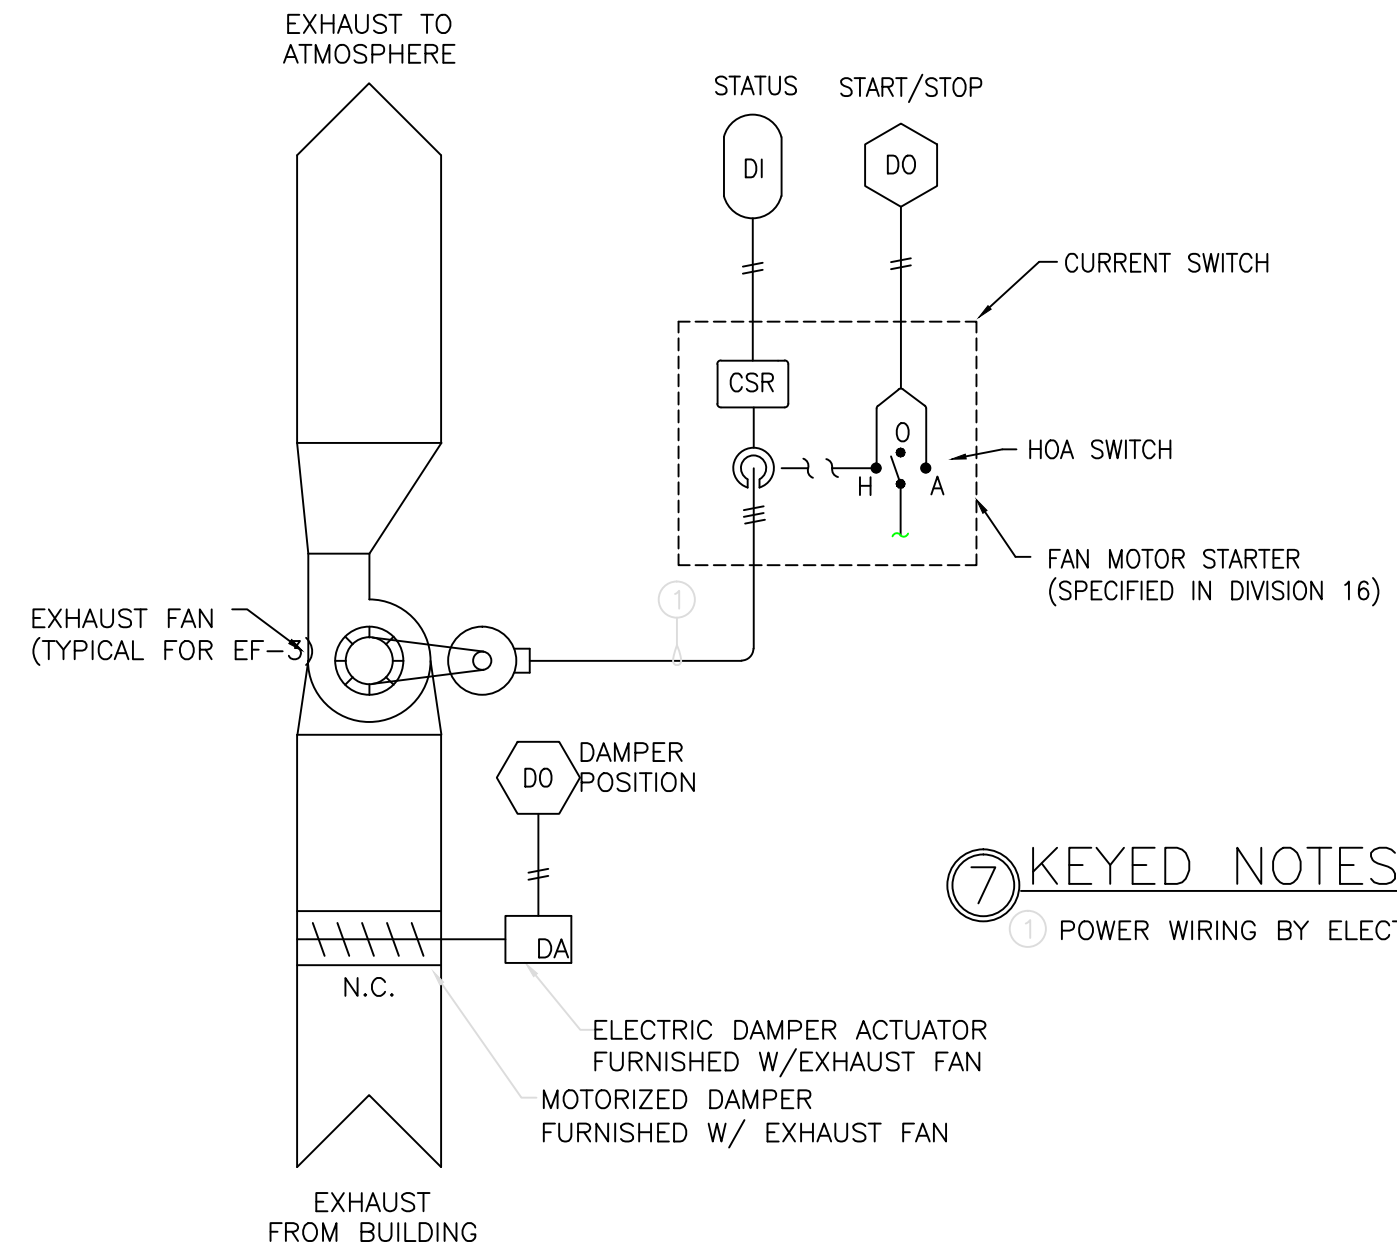 EXHAUST TO
ATMOSPHERE
STATUS
START/STOP
DI
DO
CURRENT SWITCH
CSR
O
HOA SWITCH
H
A
FAN MOTOR STARTER
(SPECIFIED IN DIVISION 16)
1
EXHAUST FAN
(TYPICAL FOR EF-3)
DO
DAMPER
POSITION
7 KEYED NOTES
1 POWER WIRING BY ELECT
DA
N.C.
ELECTRIC DAMPER ACTUATOR
FURNISHED W/EXHAUST FAN
MOTORIZED DAMPER
FURNISHED W/ EXHAUST FAN
EXHAUST
FROM BUILDING